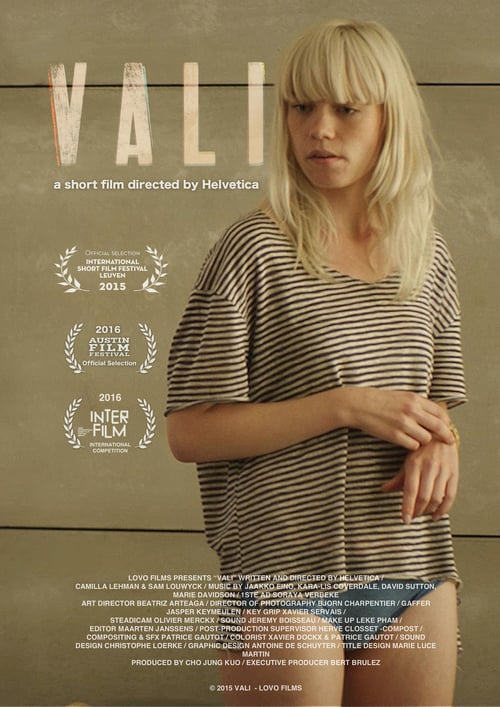 VALI
a short film directed by Helvetica
OFFICIAL SELECTION
INTERNATIONAL
SHORT FILM FESTIVAL
LEUVEN
2015
2016
AUSTIN
FILM
FESTIVAL
Official Selection
2016
INTER
FILM
INTERNATIONAL
COMPETITION
LOVO FILMS PRESENTS "VALI" WRITTEN AND DIRECTED BY HELVETICA /
CAMILLA LEHMAN & SAM LOUWYCK / MUSIC BY JAAKKO EINO, KARA-LIS COVERDALE, DAVID SUTTON,
MARIE DAVIDSON / 1STE AD SORAYA VERBEKE
ART DIRECTOR BEATRIZ ARTEAGA / DIRECTOR OF PHOTOGRAPHY BJORN CHARPENTIER / GAFFER
JASPER KEYMEULEN / KEY GRIP XAVIER SERVAIS /
STEADICAM OLIVIER MERCKX / SOUND JEREMY BOISSEAU / MAKE UP LEKE PHAM /
EDITOR MAARTEN JANSSENS / POST-PRODUCTION SUPERVISOR HERVE CLOSSET -COMPOST /
COMPOSITING & SFX PATRICE GAUTOT / COLORIST XAVIER DOCKX & PATRICE GAUTOT / SOUND
DESIGN CHRISTOPHE LOERKE / GRAPHIC DESIGN ANTOINE DE SCHUYTER / TITLE DESIGN MARIE LUCE
MARTIN
PRODUCED BY CHO JUNG KUO / EXECUTIVE PRODUCER BERT BRULEZ
© 2015 VALI - LOVO FILMS